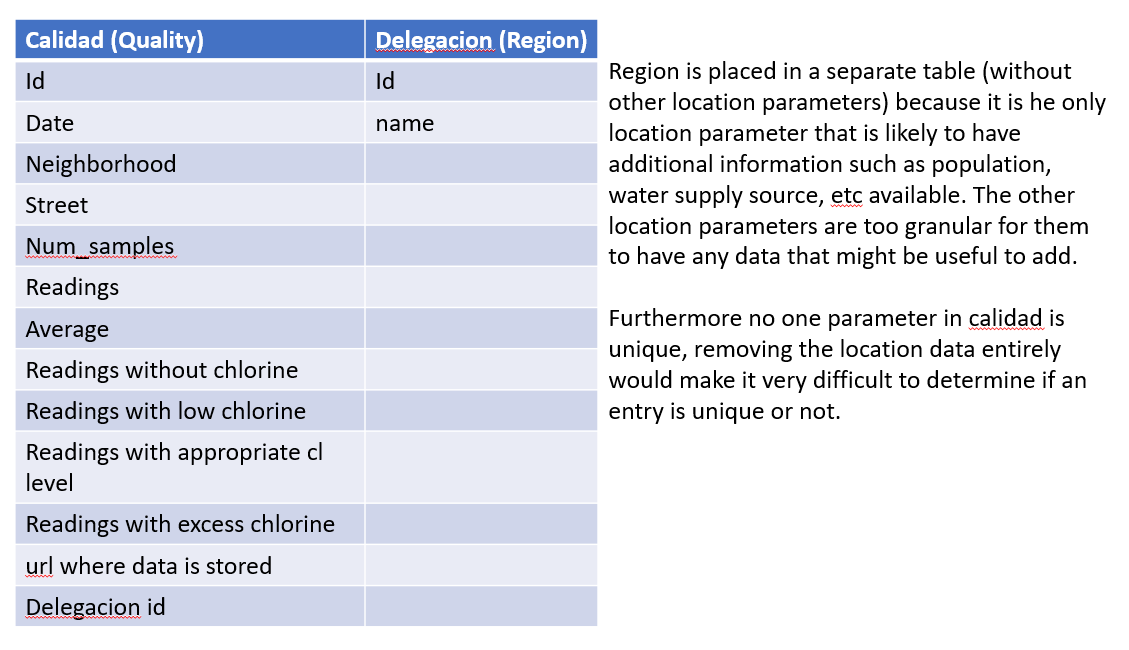 Calidad (Quality) Delegacion (Region)
Id Id
Date name
Neighborhood
Street
Num_samples
Readings
Average
Readings without chlorine
Readings with low chlorine
Readings with appropriate cl
level
Readings with excess chlorine
url where data is stored
Delegacion id
Region is placed in a separate table (without
other location parameters) because it is he only
location parameter that is likely to have
additional information such as population,
water supply source, etc available. The other
location parameters are too granular for them
to have any data that might be useful to add.
Furthermore no one parameter in calidad is
unique, removing the location data entirely
would make it very difficult to determine if an
entry is unique or not.